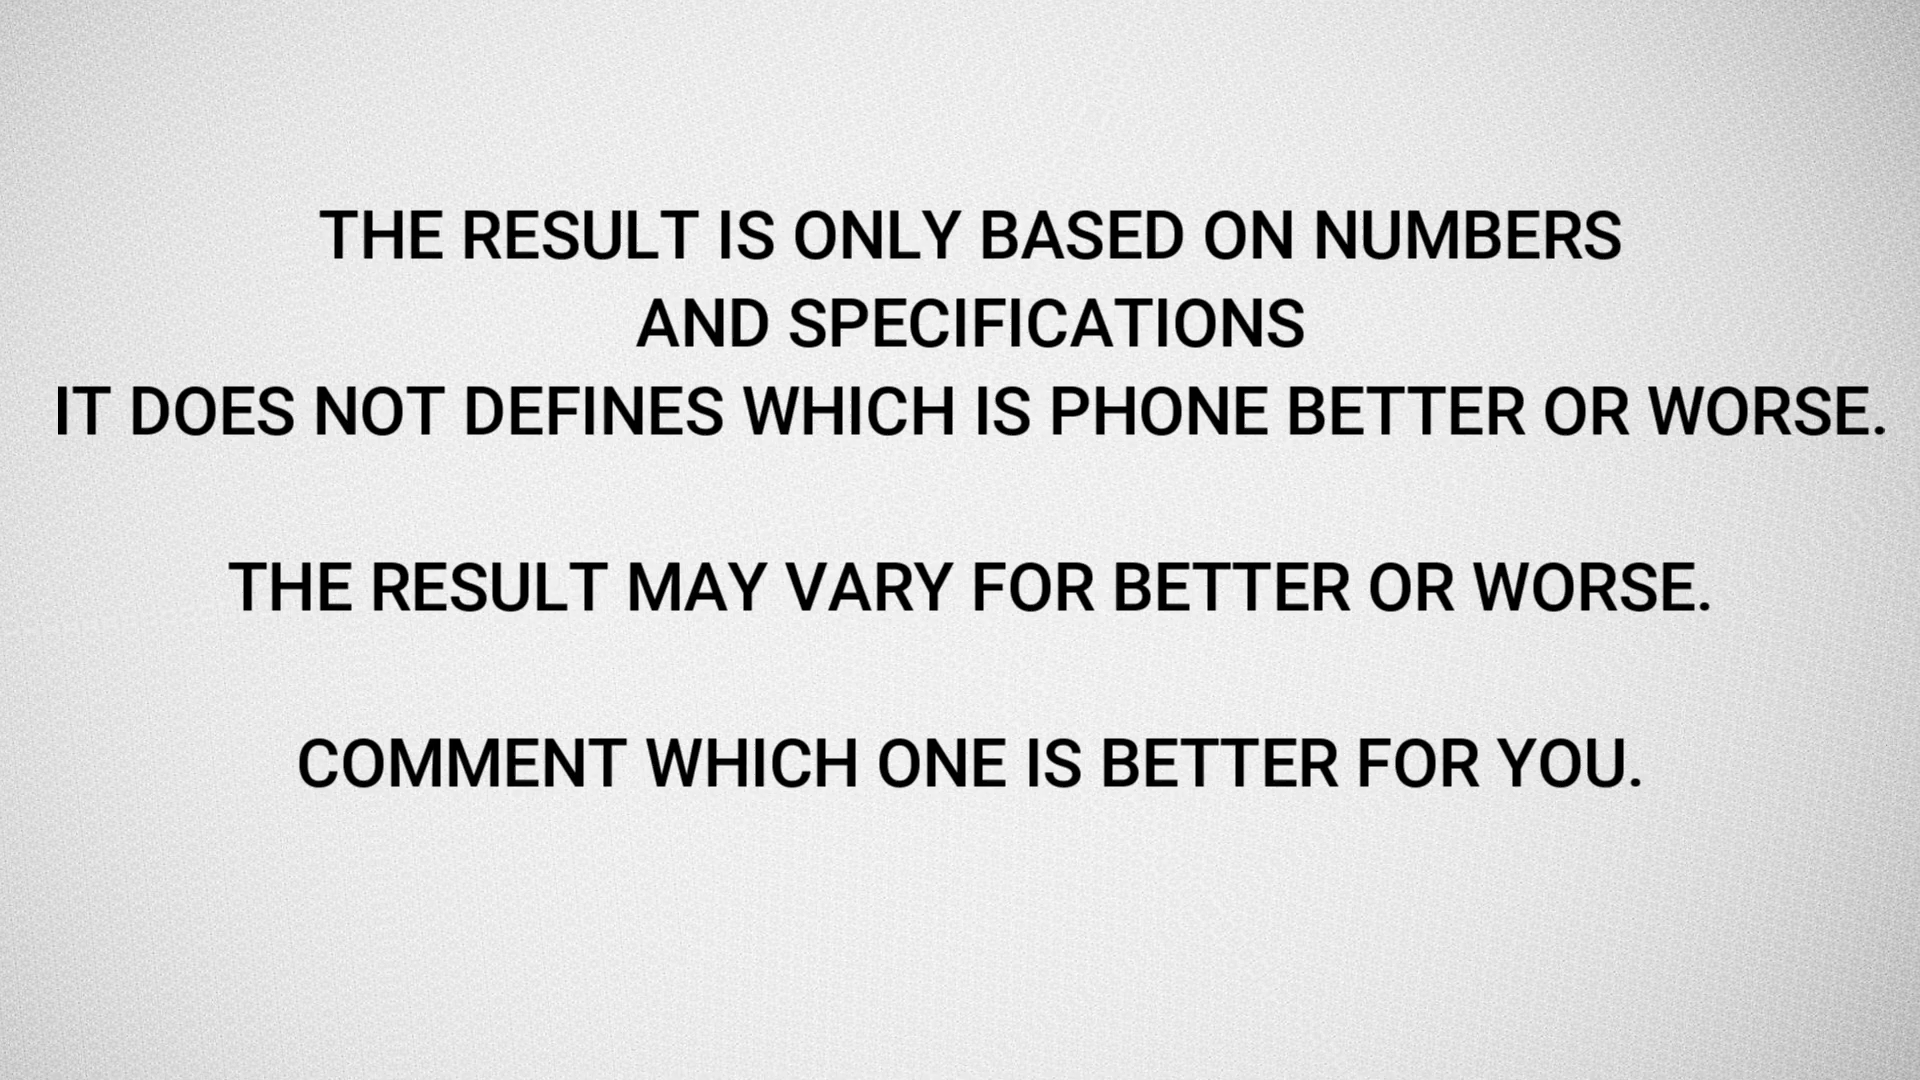 THE RESULT IS ONLY BASED ON NUMBERS
AND SPECIFICATIONS
IT DOES NOT DEFINES WHICH IS PHONE BETTER OR WORSE.
THE RESULT MAY VARY FOR BETTER OR WORSE.
COMMENT WHICH ONE IS BETTER FOR YOU.